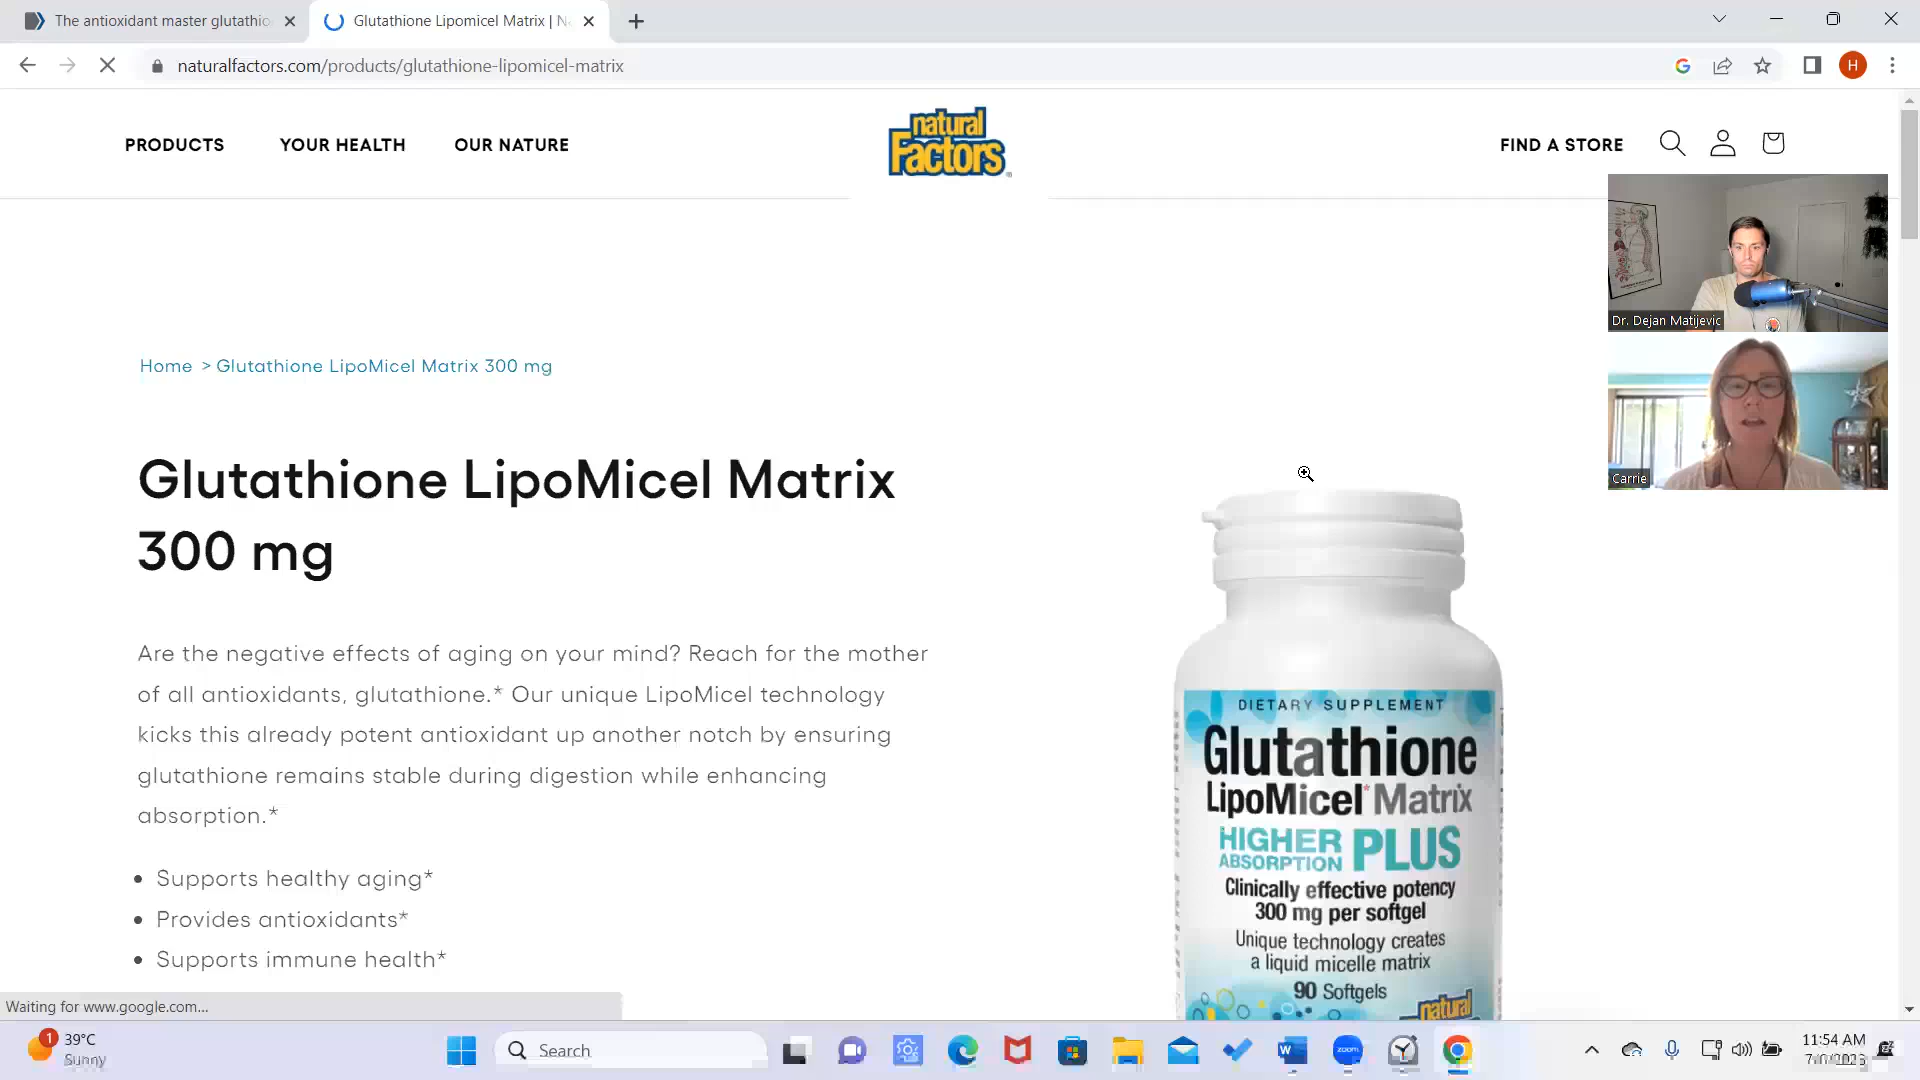 The antioxidant master glutathio
Glutathione Lipomicel Matrix | N
naturalfactors.com/products/glutathione-lipomicel-matrix
H
PRODUCTS
YOUR HEALTH
OUR NATURE
natural
Factors
FIND A STORE
Dr. Dejan Matijevic
Carrie
Home > Glutathione LipoMicel Matrix 300 mg
Glutathione LipoMicel Matrix
300 mg
Are the negative effects of aging on your mind? Reach for the mother
of all antioxidants, glutathione.* Our unique LipoMicel technology
kicks this already potent antioxidant up another notch by ensuring
glutathione remains stable during digestion while enhancing
absorption.*
• Supports healthy aging*
• Provides antioxidants*
• Supports immune health*
DIETARY SUPPLEMENT
Glutathione
LipoMicel* Matrix
HIGHER
ABSORPTION PLUS
Clinically effective potency
300 mg per softgel
Unique technology creates
a liquid micelle matrix
90 Softgels
natural
Waiting for www.google.com...
1
39°C
Sunny
Search
W
zoom
11:54 AM